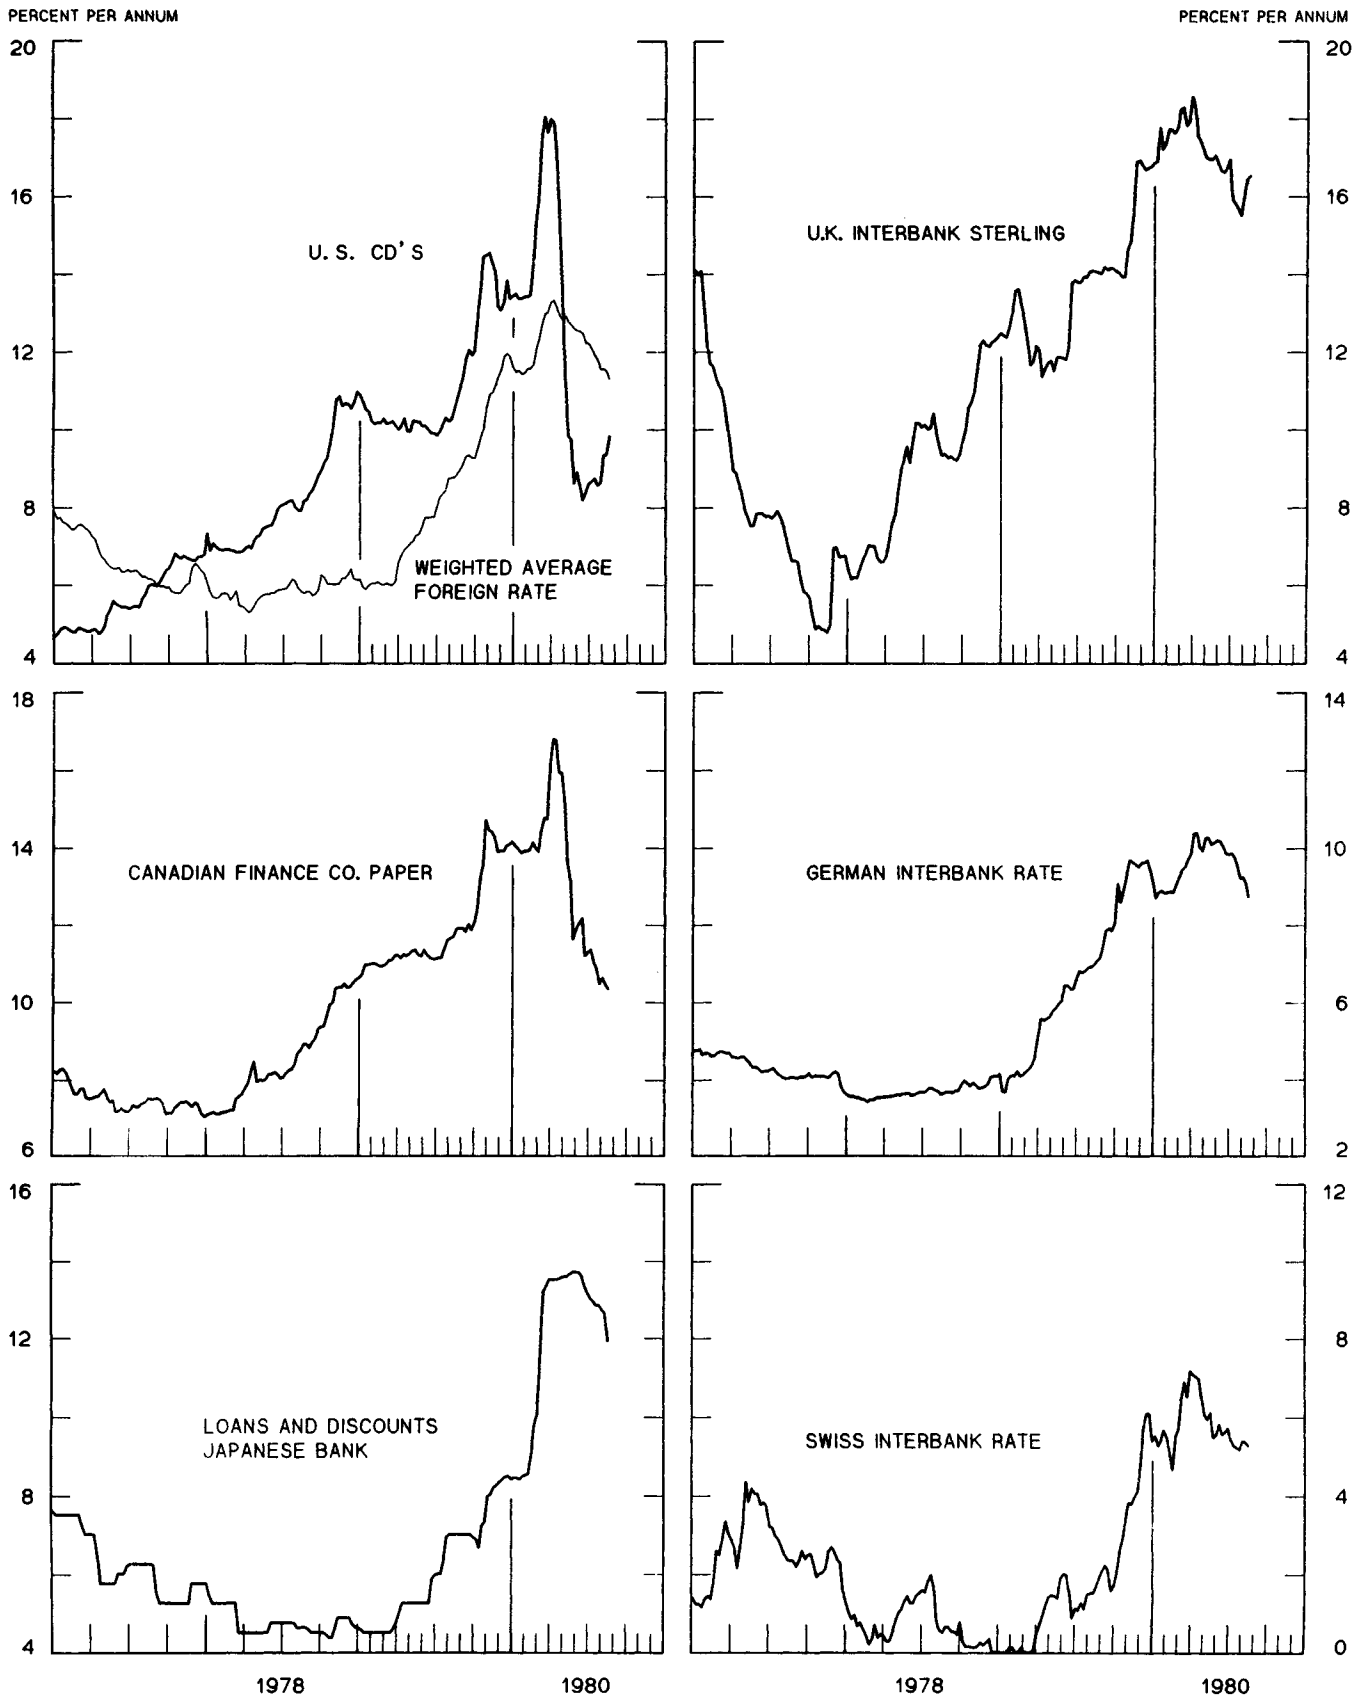 PERCENT PER ANNUM
PERCENT PER ANNUM
20
16
12
8
4
U. S. CD'S
WEIGHTED AVERAGE
FOREIGN RATE
20
16
12
8
4
U.K. INTERBANK STERLING
18
14
10
6
CANADIAN FINANCE CO. PAPER
14
10
6
2
GERMAN INTERBANK RATE
16
12
8
4
LOANS AND DISCOUNTS
JAPANESE BANK
12
8
4
0
SWISS INTERBANK RATE
1978
1980
1978
1980